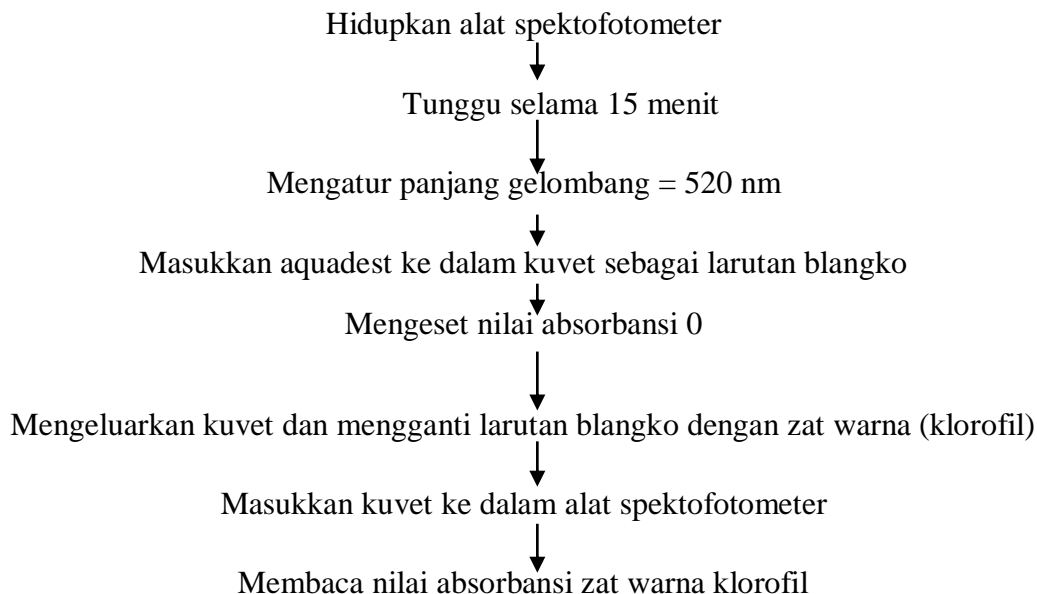 Hidupkan alat spektofotometer
Tunggu selama 15 menit
Mengatur panjang gelombang = 520 nm
Masukkan aquadest ke dalam kuvet sebagai larutan blangko
Mengeset nilai absorbansi 0
Mengeluarkan kuvet dan mengganti larutan blangko dengan zat warna (klorofil)
Masukkan kuvet ke dalam alat spektofotometer
Membaca nilai absorbansi zat warna klorofil